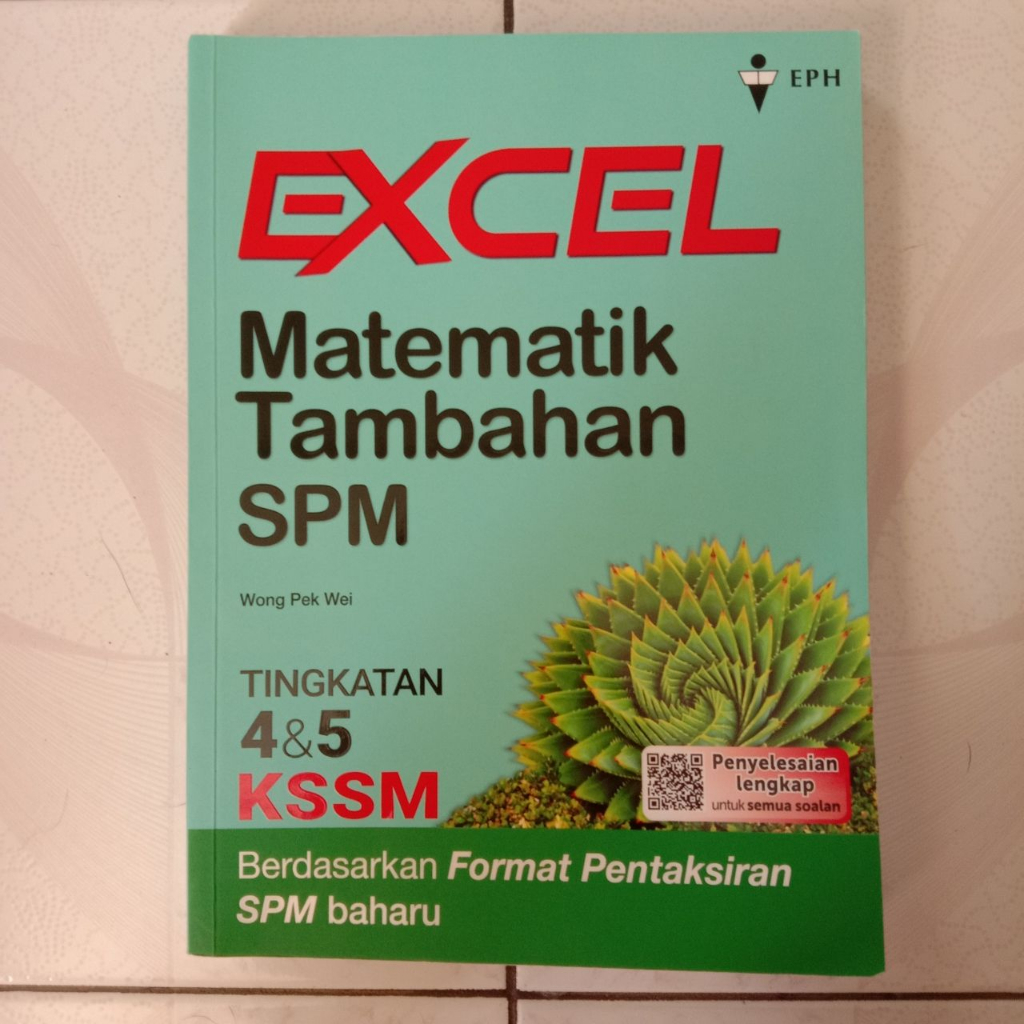 EPH
EXCEL
Matematik
Tambahan
SPM
Wong Pek Wei
TINGKATAN
4&5
KSSM
Penyelesaian
lengkap
untuk semua soalan
Berdasarkan Format Pentaksiran
SPM baharu